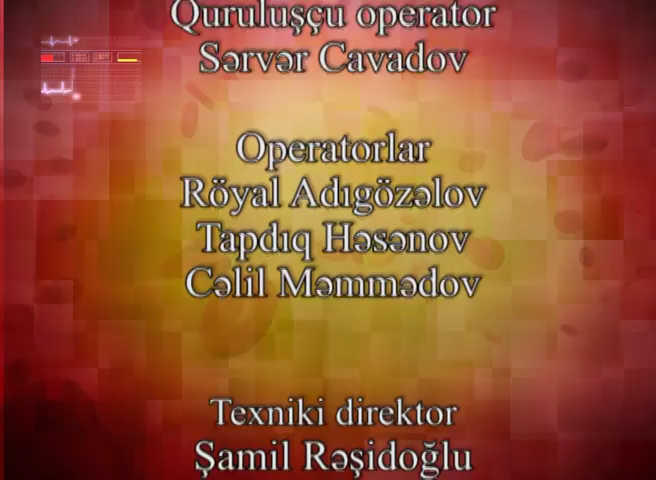 Quruluşçu operator
Sərvər Cavadov
Operatorlar
Röyal Adıgözəlov
Tapdıq Həsənov
Cəlil Məmmədov
Texniki direktor
Şamil Rəşidoğlu